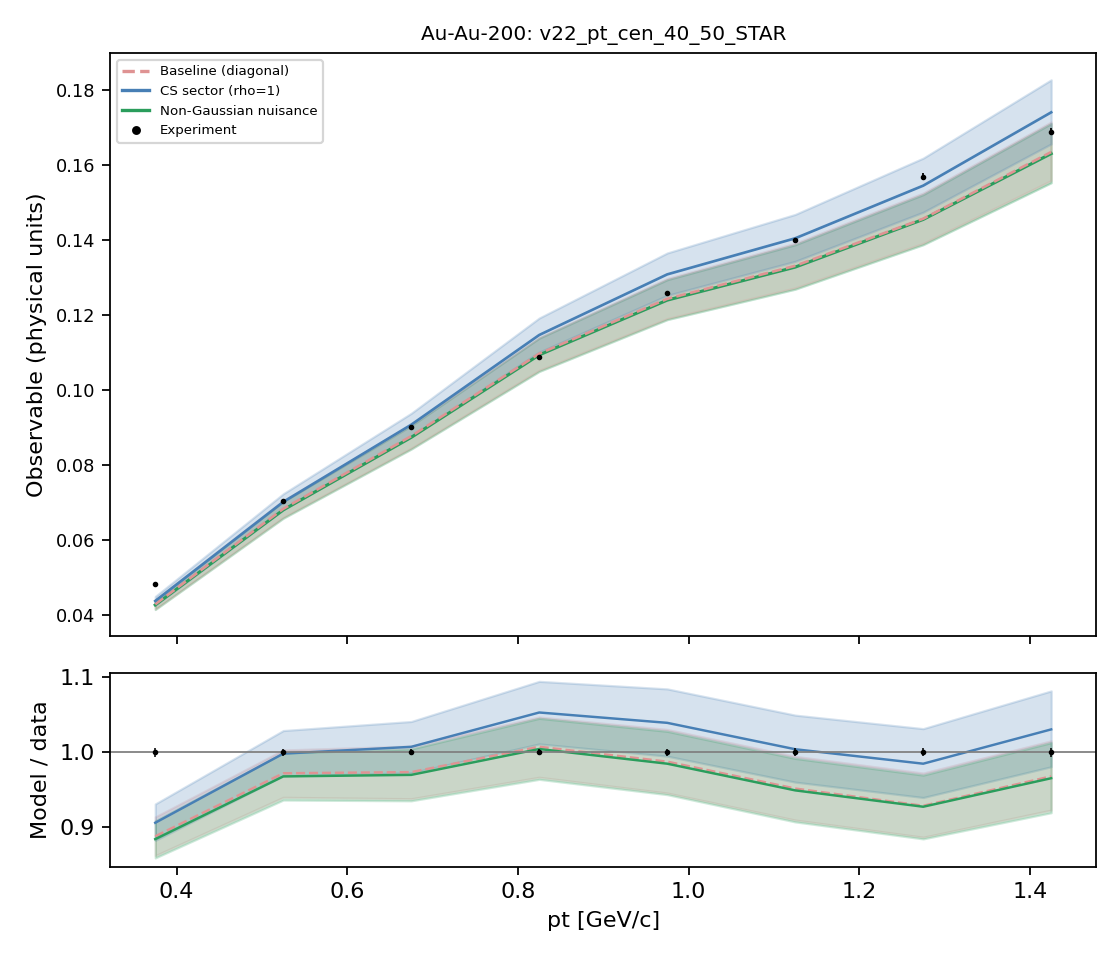 Au-Au-200: v22_pt_cen_40_50_STAR
Baseline (diagonal)
CS sector (rho=1)
Non-Gaussian nuisance
Experiment
Observable (physical units)
0.18
0.16
0.14
0.12
0.10
0.08
0.06
0.04
Model / data
1.1
1.0
0.9
0.4 0.6 0.8 1.0 1.2 1.4
pt [GeV/c]